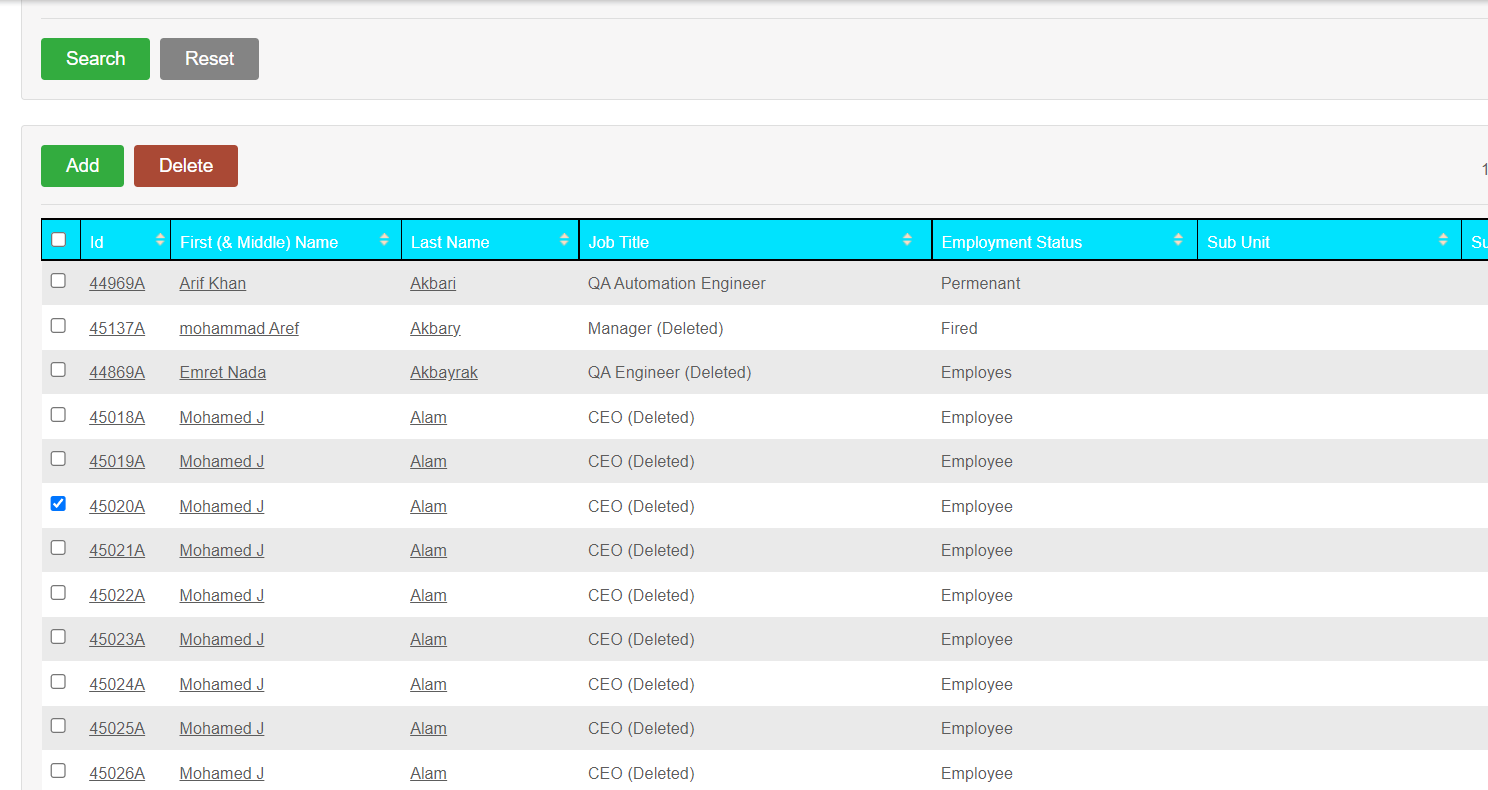 Search Reset
Add Delete
1
Id First (& Middle) Name Last Name Job Title Employment Status Sub Unit Su
44969A Arif Khan Akbari QA Automation Engineer Permenant
45137A mohammad Aref Akbary Manager (Deleted) Fired
44869A Emret Nada Akbayrak QA Engineer (Deleted) Employes
45018A Mohamed J Alam CEO (Deleted) Employee
45019A Mohamed J Alam CEO (Deleted) Employee
45020A Mohamed J Alam CEO (Deleted) Employee
45021A Mohamed J Alam CEO (Deleted) Employee
45022A Mohamed J Alam CEO (Deleted) Employee
45023A Mohamed J Alam CEO (Deleted) Employee
45024A Mohamed J Alam CEO (Deleted) Employee
45025A Mohamed J Alam CEO (Deleted) Employee
45026A Mohamed J Alam CEO (Deleted) Employee